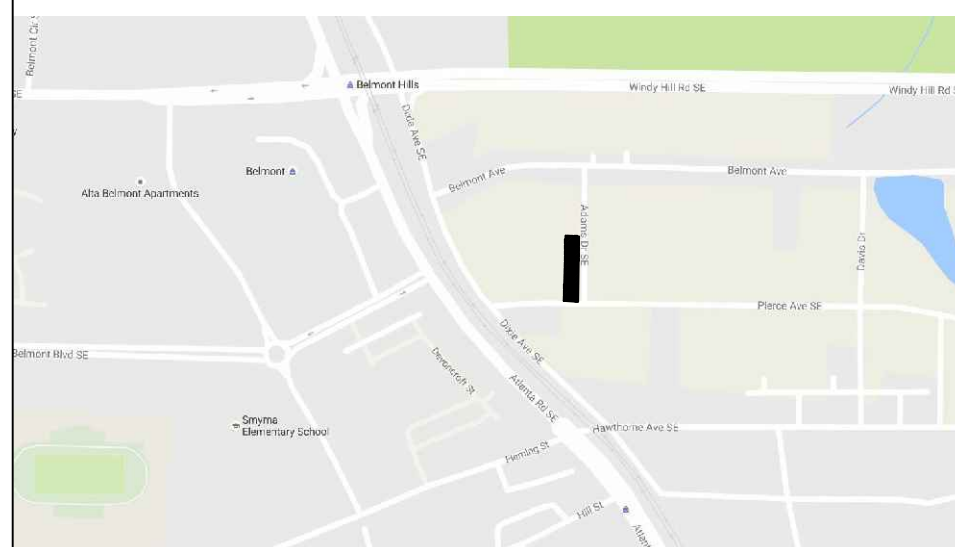 Belmont Cir S
Belmont Hills
SE
Windy Hill Rd SE
Windy Hill Rd
Dixie Ave SE
Belmont
Belmont Ave
Belmont Ave
Alta Belmont Apartments
Adams Dr SE
Davis Dr
Pierce Ave SE
Belmont Blvd SE
Dixie Ave SE
Devoncroft St
Atlanta Rd SE
Smyrna
Elementary School
Hawthorne Ave SE
Fleming St
Hill St